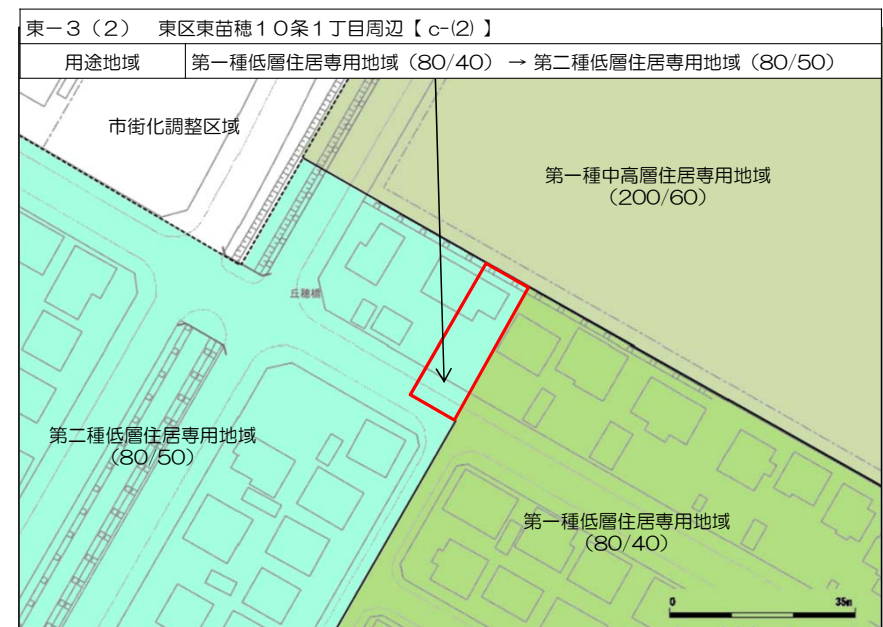 東－3（2）　東区東苗穂１０条１丁目周辺【 c-(2) 】
用途地域　第一種低層住居専用地域（80/40） → 第二種低層住居専用地域（80/50）
市街化調整区域
第一種中高層住居専用地域
（200/60）
丘穂橋
第二種低層住居専用地域
（80/50）
第一種低層住居専用地域
（80/40）
0　35m